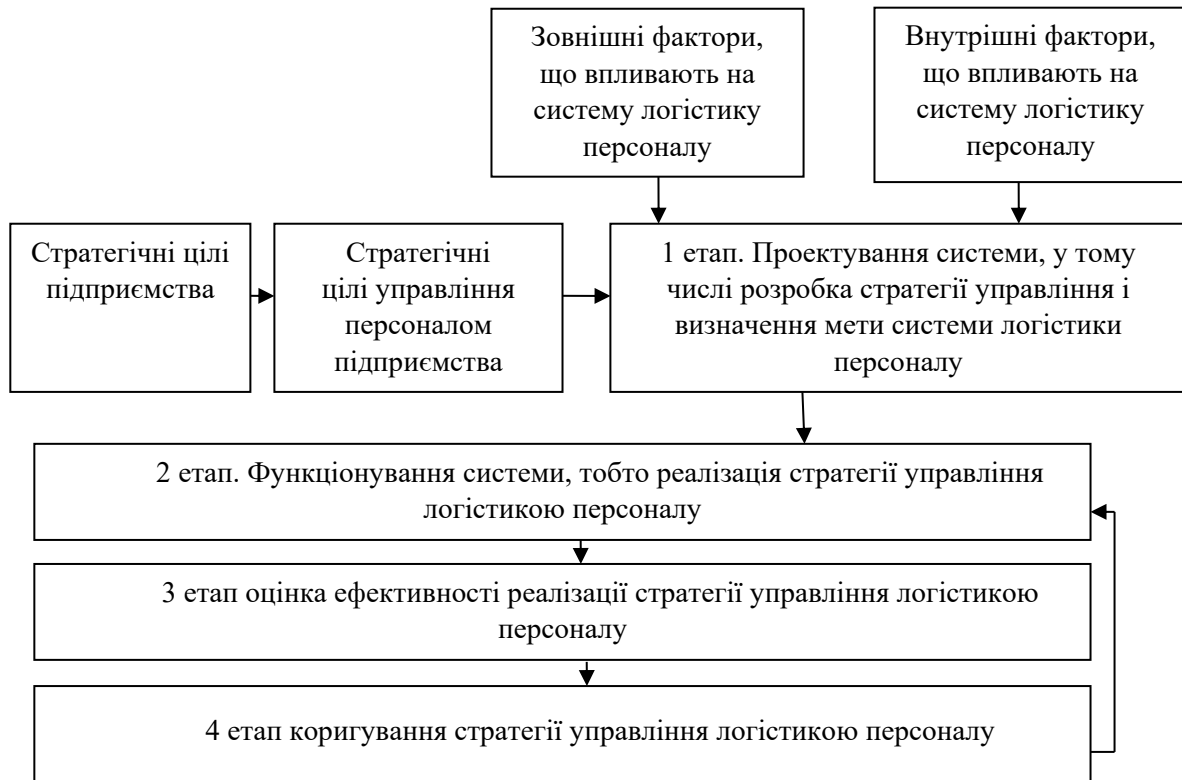 Зовнішні фактори,
що впливають на
систему логістику
персоналу
Внутрішні фактори,
що впливають на
систему логістику
персоналу
Стратегічні цілі
підприємства
Стратегічні
цілі управління
персоналом
підприємства
1 етап. Проектування системи, у тому
числі розробка стратегії управління і
визначення мети системи логістики
персоналу
2 етап. Функціонування системи, тобто реалізація стратегії управління
логістикою персоналу
3 етап оцінка ефективності реалізації стратегії управління логістикою
персоналу
4 етап коригування стратегії управління логістикою персоналу